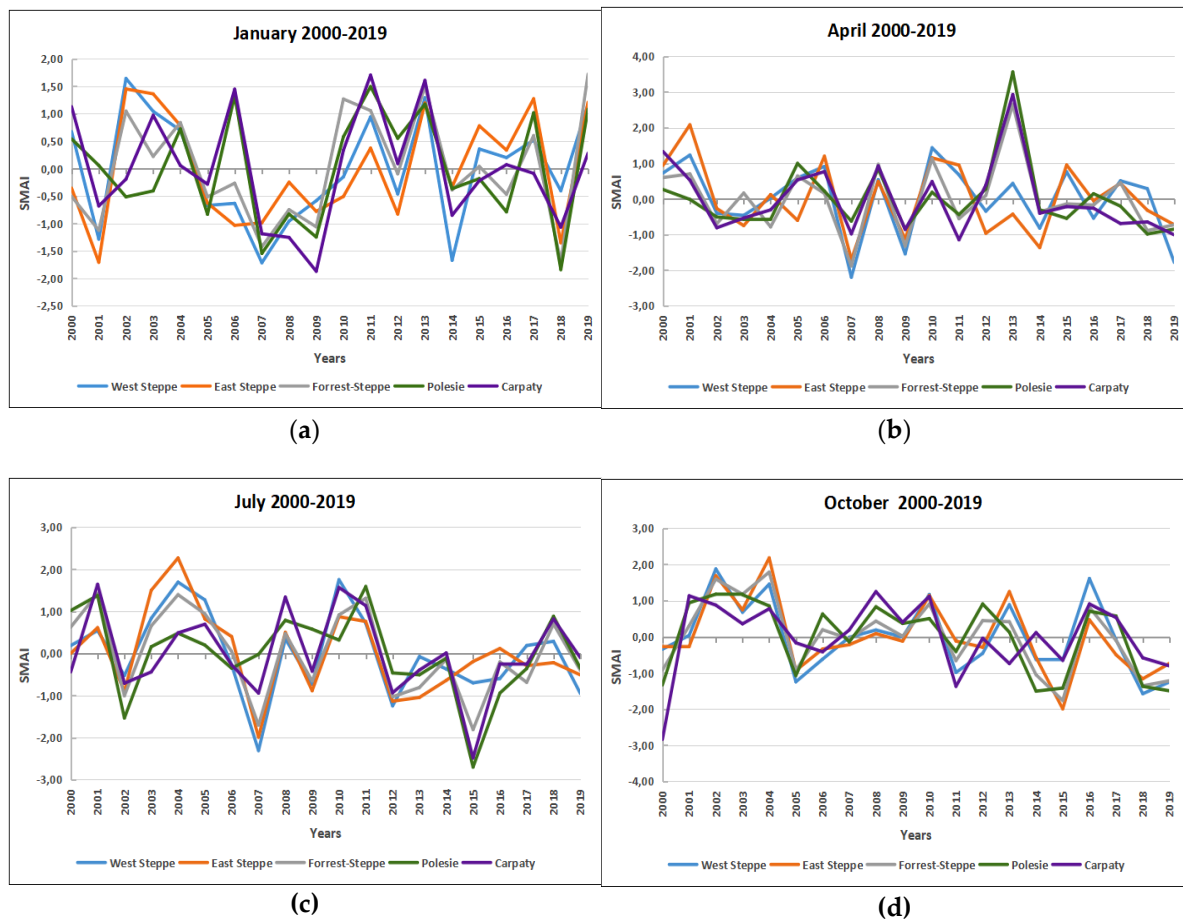 January 2000-2019
2,00
1,50
1,00
0,50
0,00
-0,50
-1,00
-1,50
-2,00
-2,50
SMAI
2000 2001 2002 2003 2004 2005 2006 2007 2008 2009 2010 2011 2012 2013 2014 2015 2016 2017 2018 2019
Years
West Steppe East Steppe Forrest-Steppe Polesie Carpaty
(a)
April 2000-2019
4,00
3,00
2,00
1,00
0,00
-1,00
-2,00
-3,00
SMAI
2000 2001 2002 2003 2004 2005 2006 2007 2008 2009 2010 2011 2012 2013 2014 2015 2016 2017 2018 2019
Years
West Steppe East Steppe Forrest-Steppe Polesie Carpaty
(b)
July 2000-2019
3,00
2,00
1,00
0,00
-1,00
-2,00
-3,00
SMAI
2000 2001 2002 2003 2004 2005 2006 2007 2008 2009 2010 2011 2012 2013 2014 2015 2016 2017 2018 2019
Years
West Steppe East Steppe Forrest-Steppe Polesie Carpaty
(c)
October 2000-2019
3,00
2,00
1,00
0,00
-1,00
-2,00
-3,00
-4,00
SMAI
2000 2001 2002 2003 2004 2005 2006 2007 2008 2009 2010 2011 2012 2013 2014 2015 2016 2017 2018 2019
Years
West Steppe East Steppe Forrest-Steppe Polesie Carpaty
(d)